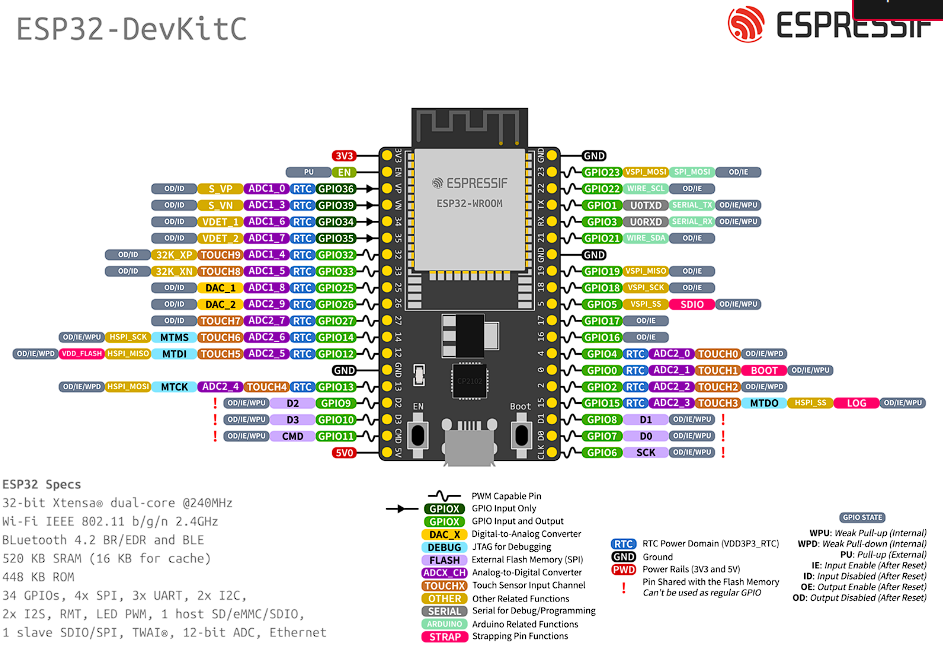 ESP32-DevKitC
ESPRESSIF
3V3 3V3 GND GND
PU EN EN 23 GPIO23 VSPI_MOSI SPI_MOSI OD/IE
OD/ID S_VP ADC1_0 RTC GPIO36 VP 22 GPIO22 WIRE_SCL OD/IE
OD/ID S_VN ADC1_3 RTC GPIO39 VN TX GPIO1 U0TXD SERIAL_TX OD/IE/WPU
OD/ID VDET_1 ADC1_6 RTC GPIO34 34 RX GPIO3 U0RXD SERIAL_RX OD/IE/WPU
OD/ID VDET_2 ADC1_7 RTC GPIO35 35 21 GPIO21 WIRE_SDA OD/IE
OD/ID 32K_XP TOUCH9 ADC1_4 RTC GPIO32 32 GND GND
OD/ID 32K_XN TOUCH8 ADC1_5 RTC GPIO33 33 19 GPIO19 VSPI_MISO OD/IE
OD/ID DAC_1 ADC1_8 RTC GPIO25 25 18 GPIO18 VSPI_SCK OD/IE
OD/ID DAC_2 ADC2_9 RTC GPIO26 26 5 GPIO5 VSPI_SS SDIO OD/IE/WPU
OD/ID TOUCH7 ADC2_7 RTC GPIO27 27 17 GPIO17 OD/IE
OD/IE/WPU HSPI_SCK MTMS TOUCH6 ADC2_6 RTC GPIO14 14 16 GPIO16 OD/IE
OD/IE/WPD VDD_FLASH HSPI_MISO MTDI TOUCH5 ADC2_5 RTC GPIO12 12 4 GPIO4 RTC ADC2_0 TOUCH0 OD/IE/WPD
GND GND 0 GPIO0 RTC ADC2_1 TOUCH1 BOOT OD/IE/WPU
OD/IE/WPD HSPI_MOSI MTCK ADC2_4 TOUCH4 RTC GPIO13 13 2 GPIO2 RTC ADC2_2 TOUCH2 OD/IE/WPD
! OD/IE/WPU D2 GPIO9 D2 15 GPIO15 RTC ADC2_3 TOUCH3 MTDO HSPI_SS LOG OD/IE/WPU
! OD/IE/WPU D3 GPIO10 D3 D1 GPIO8 D1 OD/IE/WPU !
! OD/IE/WPU CMD GPIO11 CMD D0 GPIO7 D0 OD/IE/WPU !
5V0 5V CLK GPIO6 SCK OD/IE/WPU !
ESPRESSIF
ESP32-WROOM
CP2102
EN Boot
ESP32 Specs
32-bit Xtensa® dual-core @240MHz
Wi-Fi IEEE 802.11 b/g/n 2.4GHz
BLuetooth 4.2 BR/EDR and BLE
520 KB SRAM (16 KB for cache)
448 KB ROM
34 GPIOs, 4x SPI, 3x UART, 2x I2C,
2x I2S, RMT, LED PWM, 1 host SD/eMMC/SDIO,
1 slave SDIO/SPI, TWAI®, 12-bit ADC, Ethernet
PWM Capable Pin
GPIOX GPIO Input Only
GPIOX GPIO Input and Output
DAC_X Digital-to-Analog Converter
DEBUG JTAG for Debugging
FLASH External Flash Memory (SPI)
ADCX_CH Analog-to-Digital Converter
TOUCHX Touch Sensor Input Channel
OTHER Other Related Functions
SERIAL Serial for Debug/Programming
ARDUINO Arduino Related Functions
STRAP Strapping Pin Functions
RTC RTC Power Domain (VDD3P3_RTC)
GND Ground
PWD Power Rails (3V3 and 5V)
! Pin Shared with the Flash Memory
Can't be used as regular GPIO
GPIO STATE
WPU: Weak Pull-up (Internal)
WPD: Weak Pull-down (Internal)
PU: Pull-up (External)
IE: Input Enable (After Reset)
ID: Input Disabled (After Reset)
OE: Output Enable (After Reset)
OD: Output Disabled (After Reset)